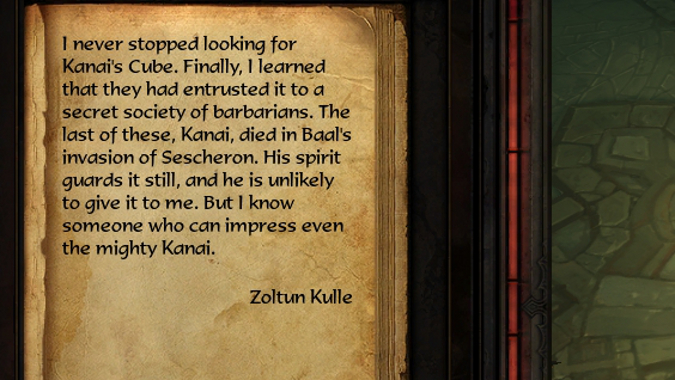 I never stopped looking for
Kanai's Cube. Finally, I learned
that they had entrusted it to a
secret society of barbarians. The
last of these, Kanai, died in Baal's
invasion of Sescheron. His spirit
guards it still, and he is unlikely
to give it to me. But I know
someone who can impress even
the mighty Kanai.
Zoltun Kulle